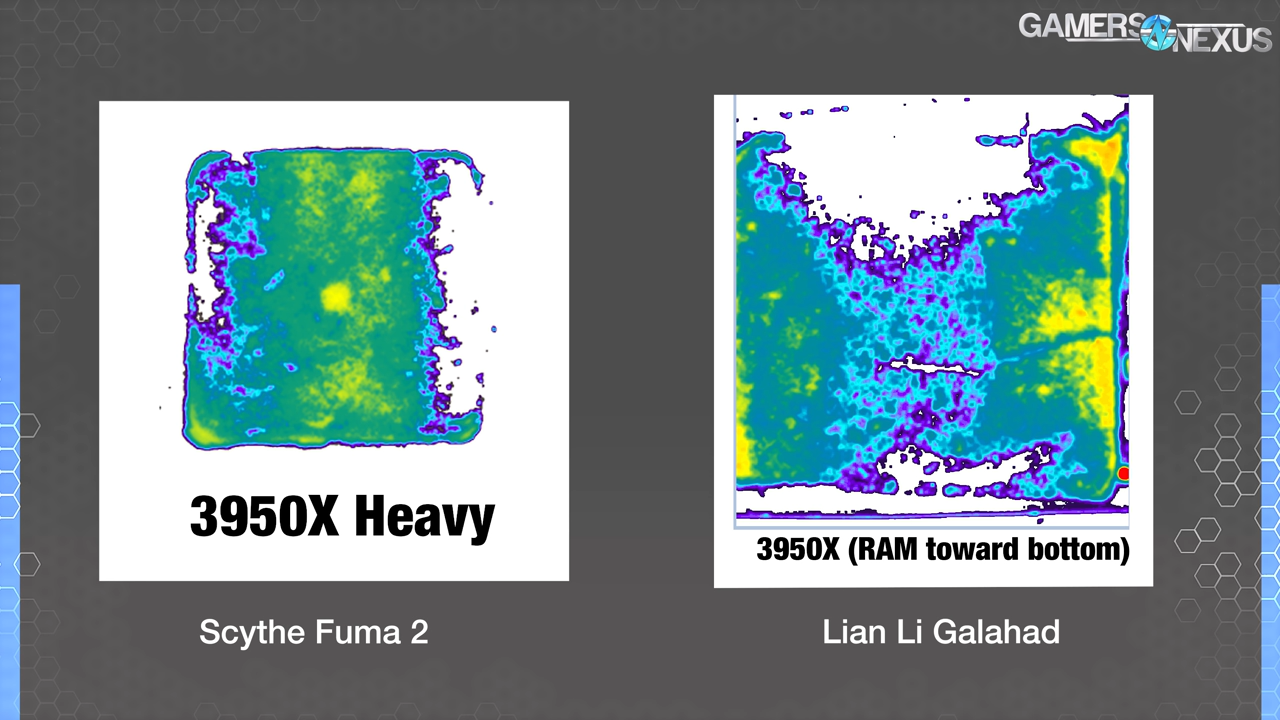 GAMERS NEXUS
3950X Heavy
3950X (RAM toward bottom)
Scythe Fuma 2
Lian Li Galahad